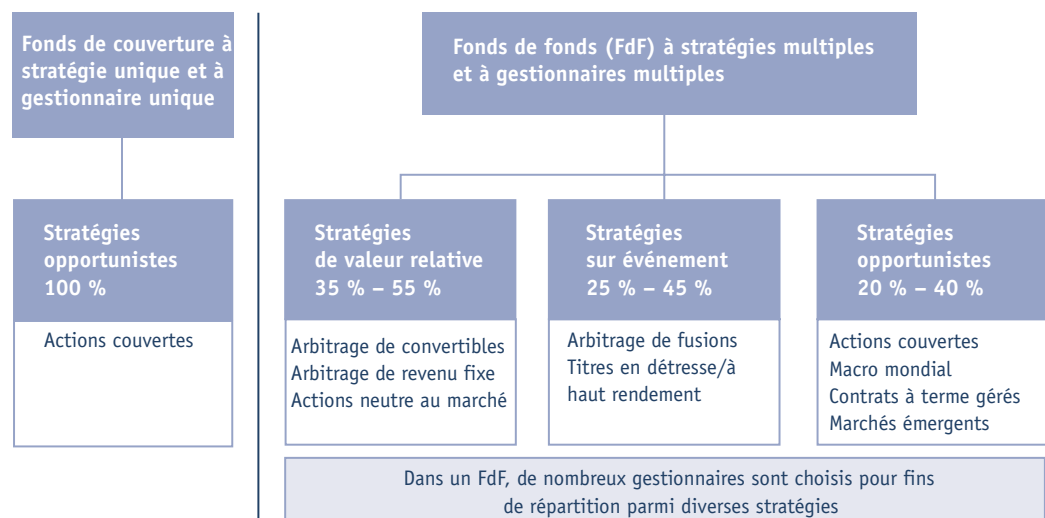 Fonds de couverture à
stratégie unique et à
gestionnaire unique
Fonds de fonds (FdF) à stratégies multiples
et à gestionnaires multiples
Stratégies
opportunistes
100 %
Actions couvertes
Stratégies
de valeur relative
35 % – 55 %
Arbitrage de convertibles
Arbitrage de revenu fixe
Actions neutre au marché
Stratégies
sur événement
25 % – 45 %
Arbitrage de fusions
Titres en détresse/à
haut rendement
Stratégies
opportunistes
20 % – 40 %
Actions couvertes
Macro mondial
Contrats à terme gérés
Marchés émergents
Dans un FdF, de nombreux gestionnaires sont choisis pour fins
de répartition parmi diverses stratégies